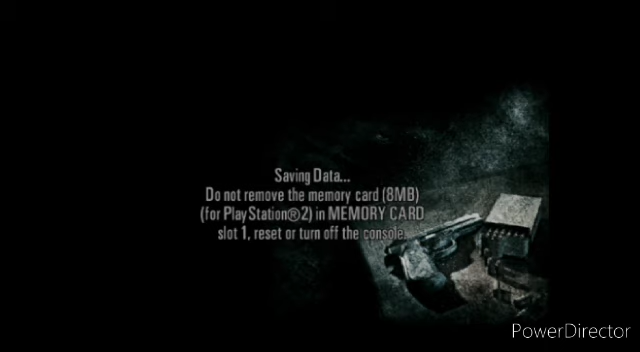 Saving Data...
Do not remove the memory card (8MB)
(for PlayStation®2) in MEMORY CARD
slot 1, reset or turn off the console.
PowerDirector